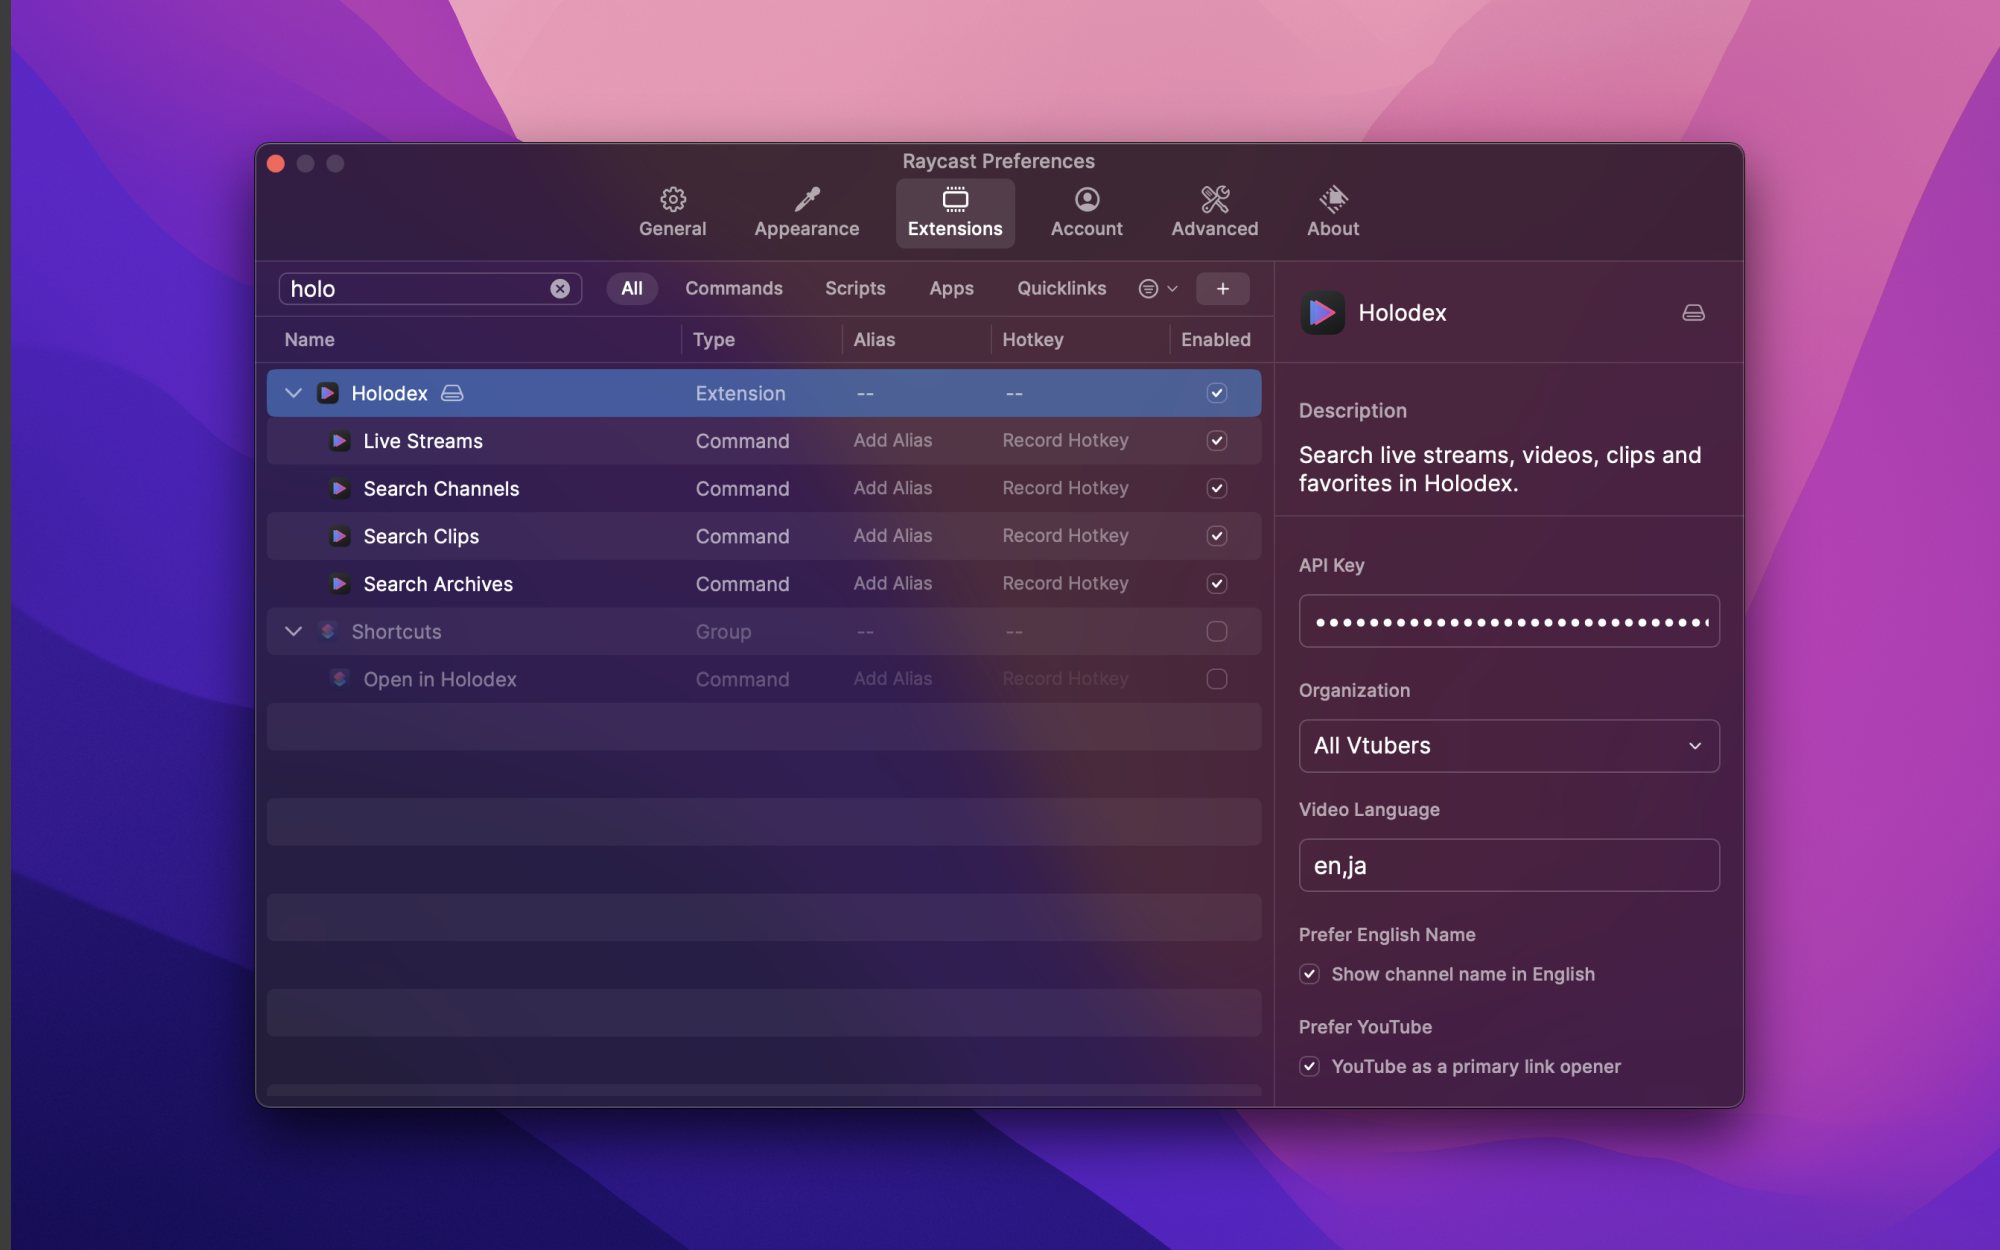 Raycast Preferences
General Appearance Extensions Account Advanced About
holo All Commands Scripts Apps Quicklinks +
Name Type Alias Hotkey Enabled
Holodex Extension -- --
Live Streams Command Add Alias Record Hotkey
Search Channels Command Add Alias Record Hotkey
Search Clips Command Add Alias Record Hotkey
Search Archives Command Add Alias Record Hotkey
Shortcuts Group -- --
Open in Holodex Command Add Alias Record Hotkey
Holodex
Description
Search live streams, videos, clips and
favorites in Holodex.
API Key
Organization
All Vtubers
Video Language
en,ja
Prefer English Name
Show channel name in English
Prefer YouTube
YouTube as a primary link opener